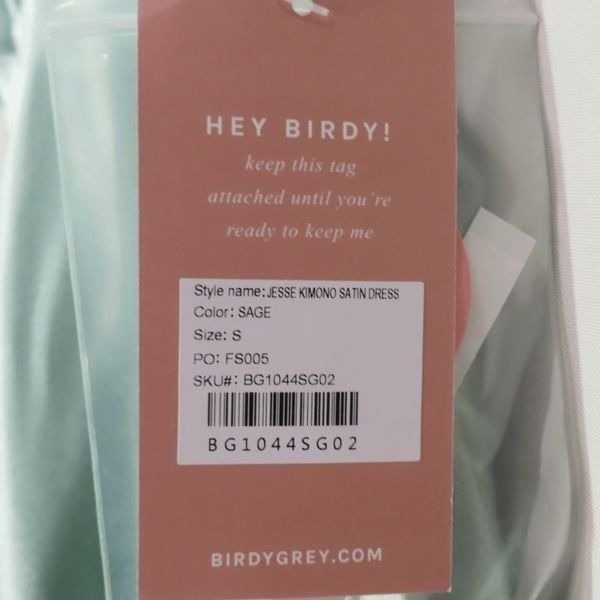 HEY BIRDY!
keep this tag
attached until you're
ready to keep me
Style name: JESSE KIMONO SATIN DRESS
Color: SAGE
Size: S
PO: FS005
SKU#: BG1044SG02
BG1044SG02
BIRDYGREY.COM